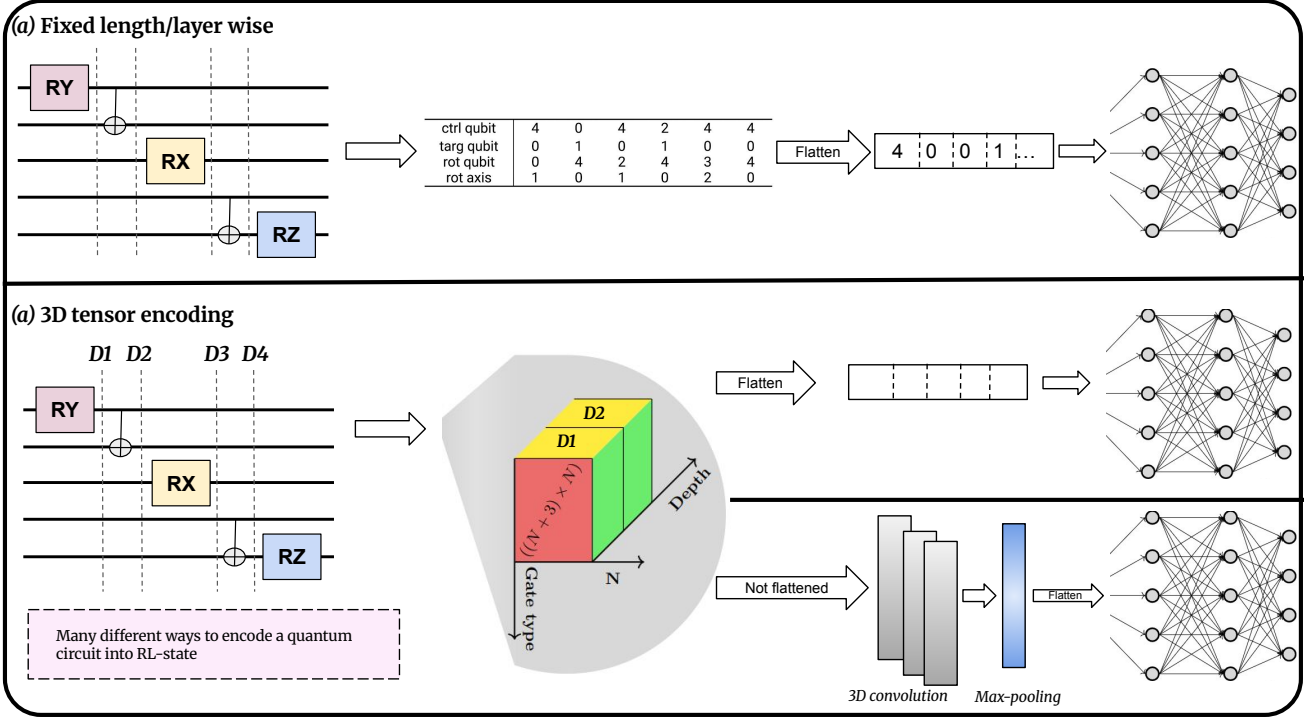 (a) Fixed length/layer wise
RY
RX
RZ
ctrl qubit 4 0 4 2 4 4
targ qubit 0 1 0 1 0 0
rot qubit 0 4 2 4 3 4
rot axis 1 0 1 0 2 0
Flatten
4 0 0 1 ...
(a) 3D tensor encoding
D1 D2 D3 D4
RY
RX
RZ
Many different ways to encode a quantum
circuit into RL-state
D2
D1
((N + 3) × N)
Depth
N
Gate type
Flatten
Not flattened
3D convolution
Max-pooling
Flatten